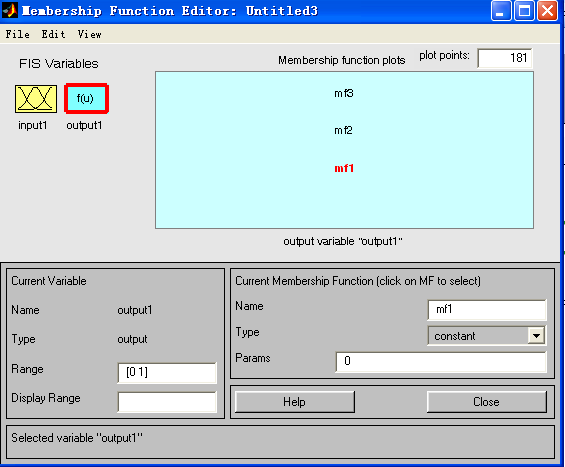 Membership Function Editor: Untitled3
File Edit View
FIS Variables
Membership function plots plot points: 181
f(u)
input1 output1
mf3
mf2
mf1
output variable "output1"
Current Variable
Name output1
Type output
Range [0 1]
Display Range
Current Membership Function (click on MF to select)
Name mf1
Type constant
Params 0
Help Close
Selected variable "output1"